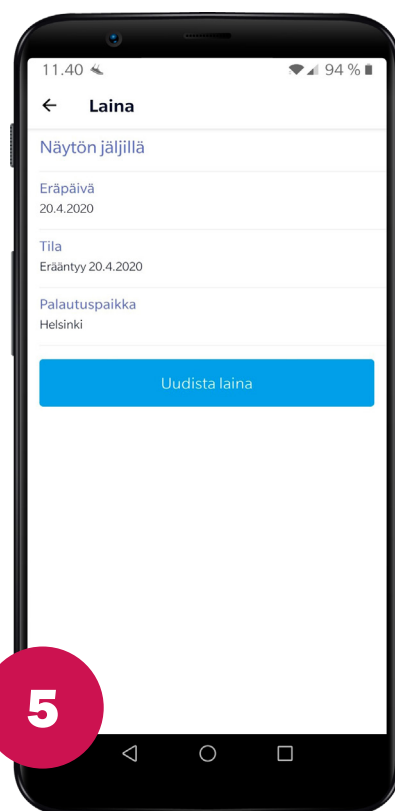 11.40 94 %
Laina
Näytön jäljillä
Eräpäivä
20.4.2020
Tila
Erääntyy 20.4.2020
Palautuspaikka
Helsinki
Uudista laina
5